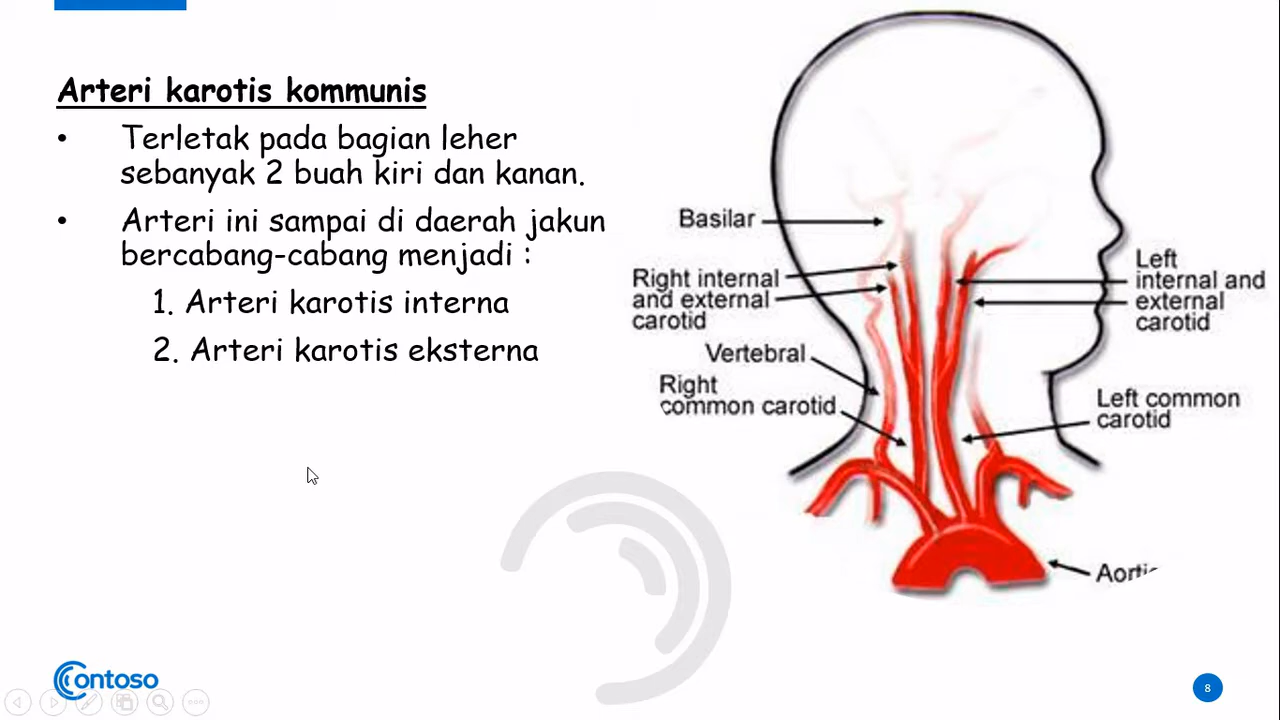 Arteri karotis kommunis
• Terletak pada bagian leher
sebanyak 2 buah kiri dan kanan.
• Arteri ini sampai di daerah jakun
bercabang-cabang menjadi :
1. Arteri karotis interna
2. Arteri karotis eksterna
Basilar
Right internal
and external
carotid
Vertebral
Right
common carotid
Left
internal and
external
carotid
Left common
carotid
Contoso
8